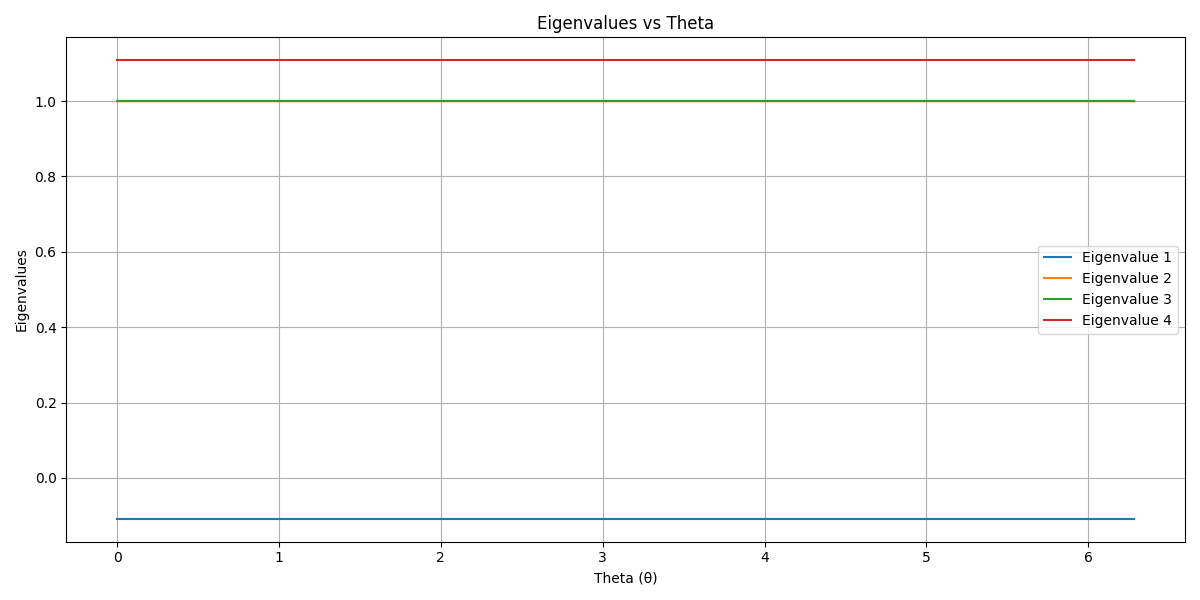 Eigenvalues vs Theta
Eigenvalues
1.0
0.8
0.6
0.4
0.2
0.0
Eigenvalue 1
Eigenvalue 2
Eigenvalue 3
Eigenvalue 4
0 1 2 3 4 5 6
Theta (θ)